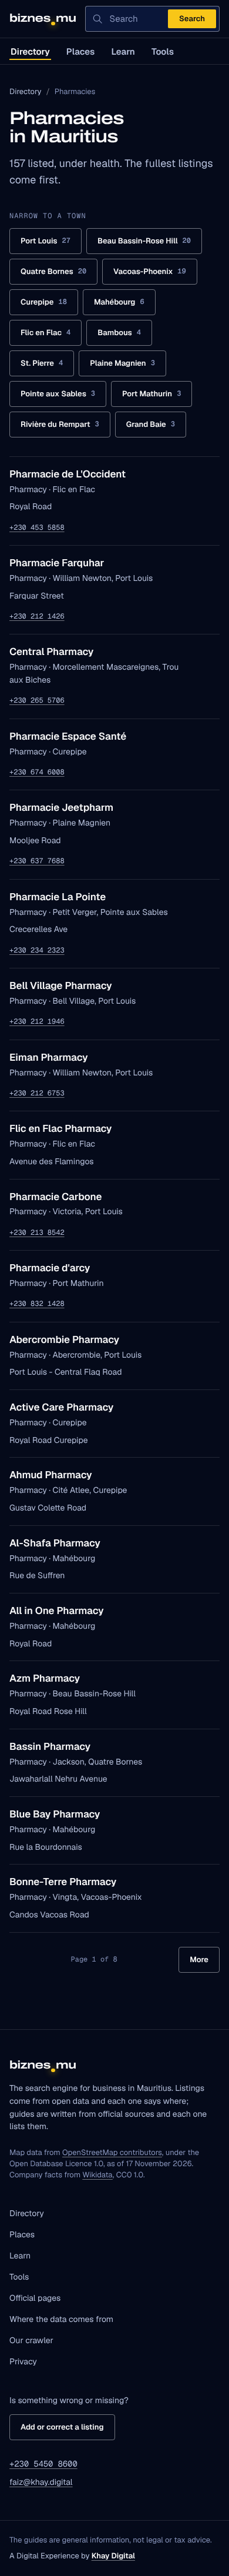 biznes.mu
Search
Search
Directory Places Learn Tools
Directory / Pharmacies
Pharmacies
in Mauritius
157 listed, under health. The fullest listings
come first.
NARROW TO A TOWN
Port Louis 27
Beau Bassin-Rose Hill 20
Quatre Bornes 20
Vacoas-Phoenix 19
Curepipe 18
Mahébourg 6
Flic en Flac 4
Bambous 4
St. Pierre 4
Plaine Magnien 3
Pointe aux Sables 3
Port Mathurin 3
Rivière du Rempart 3
Grand Baie 3
Pharmacie de L'Occident
Pharmacy · Flic en Flac
Royal Road
+230 453 5858
Pharmacie Farquhar
Pharmacy · William Newton, Port Louis
Farquar Street
+230 212 1426
Central Pharmacy
Pharmacy · Morcellement Mascareignes, Trou
aux Biches
+230 265 5706
Pharmacie Espace Santé
Pharmacy · Curepipe
+230 674 6008
Pharmacie Jeetpharm
Pharmacy · Plaine Magnien
Mooljee Road
+230 637 7688
Pharmacie La Pointe
Pharmacy · Petit Verger, Pointe aux Sables
Crecerelles Ave
+230 234 2323
Bell Village Pharmacy
Pharmacy · Bell Village, Port Louis
+230 212 1946
Eiman Pharmacy
Pharmacy · William Newton, Port Louis
+230 212 6753
Flic en Flac Pharmacy
Pharmacy · Flic en Flac
Avenue des Flamingos
Pharmacie Carbone
Pharmacy · Victoria, Port Louis
+230 213 8542
Pharmacie d'arcy
Pharmacy · Port Mathurin
+230 832 1428
Abercrombie Pharmacy
Pharmacy · Abercrombie, Port Louis
Port Louis - Central Flaq Road
Active Care Pharmacy
Pharmacy · Curepipe
Royal Road Curepipe
Ahmud Pharmacy
Pharmacy · Cité Atlee, Curepipe
Gustav Colette Road
Al-Shafa Pharmacy
Pharmacy · Mahébourg
Rue de Suffren
All in One Pharmacy
Pharmacy · Mahébourg
Royal Road
Azm Pharmacy
Pharmacy · Beau Bassin-Rose Hill
Royal Road Rose Hill
Bassin Pharmacy
Pharmacy · Jackson, Quatre Bornes
Jawaharlall Nehru Avenue
Blue Bay Pharmacy
Pharmacy · Mahébourg
Rue la Bourdonnais
Bonne-Terre Pharmacy
Pharmacy · Vingta, Vacoas-Phoenix
Candos Vacoas Road
Page 1 of 8
More
biznes.mu
The search engine for business in Mauritius. Listings
come from open data and each one says where;
guides are written from official sources and each one
lists them.
Map data from OpenStreetMap contributors, under the
Open Database Licence 1.0, as of 17 November 2026.
Company facts from Wikidata, CC0 1.0.
Directory
Places
Learn
Tools
Official pages
Where the data comes from
Our crawler
Privacy
Is something wrong or missing?
Add or correct a listing
+230 5450 8600
faiz@khay.digital
The guides are general information, not legal or tax advice.
A Digital Experience by Khay Digital